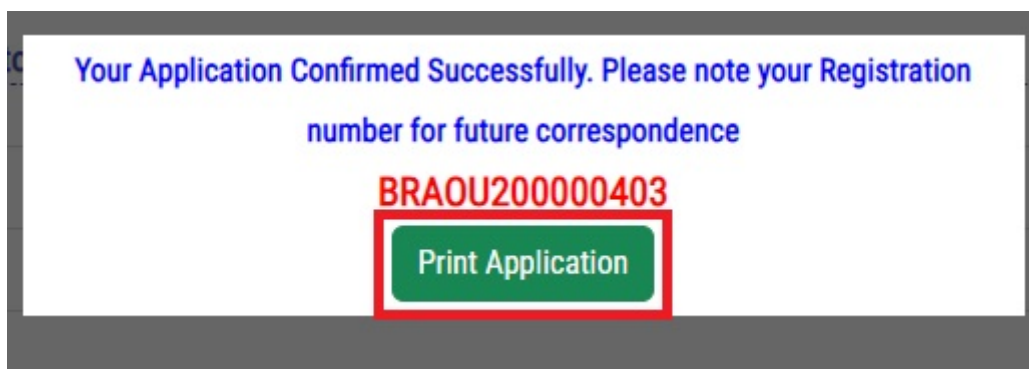 Your Application Confirmed Successfully. Please note your Registration
number for future correspondence
BRAOU200000403
Print Application